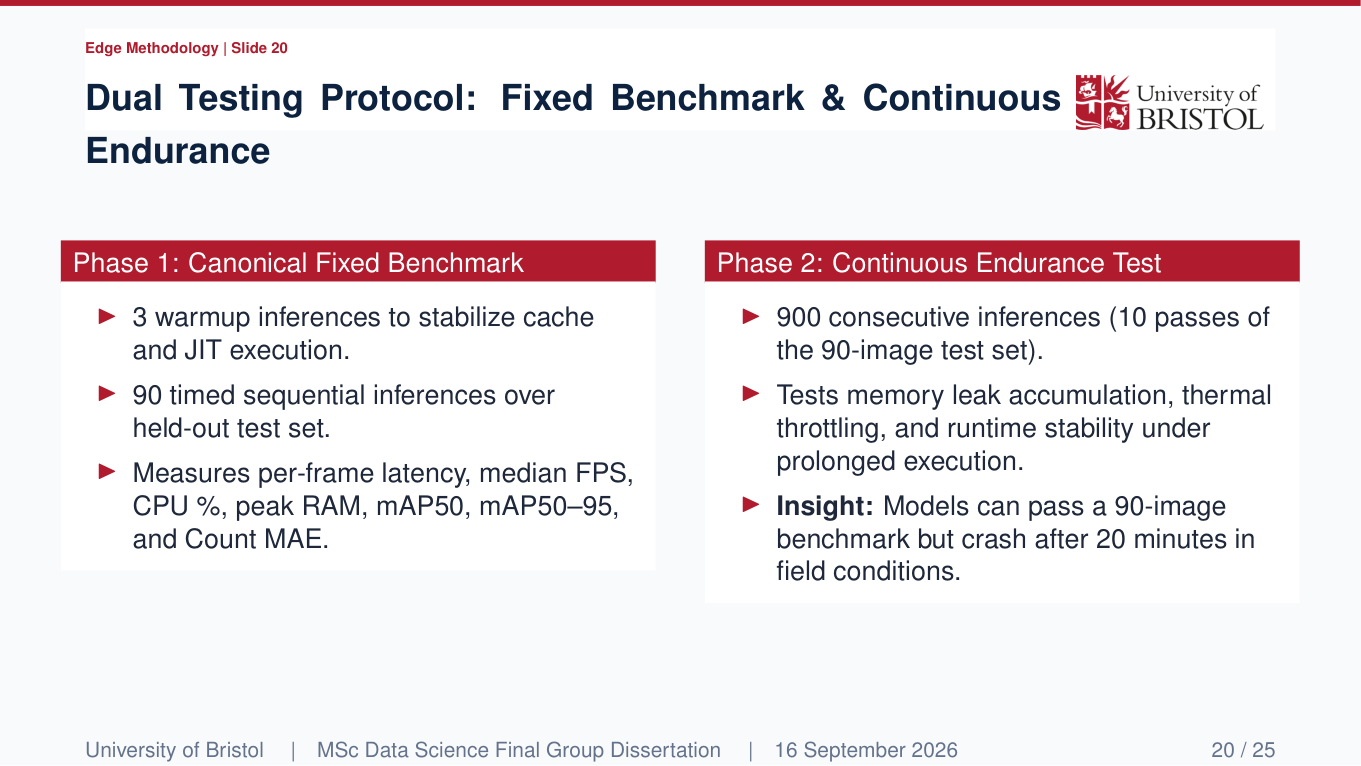 Edge Methodology | Slide 20
Dual Testing Protocol: Fixed Benchmark & Continuous
Endurance
University of
BRISTOL
Phase 1: Canonical Fixed Benchmark
3 warmup inferences to stabilize cache
and JIT execution.
90 timed sequential inferences over
held-out test set.
Measures per-frame latency, median FPS,
CPU %, peak RAM, mAP50, mAP50–95,
and Count MAE.
Phase 2: Continuous Endurance Test
900 consecutive inferences (10 passes of
the 90-image test set).
Tests memory leak accumulation, thermal
throttling, and runtime stability under
prolonged execution.
Insight: Models can pass a 90-image
benchmark but crash after 20 minutes in
field conditions.
University of Bristol | MSc Data Science Final Group Dissertation | 16 September 2026 20 / 25